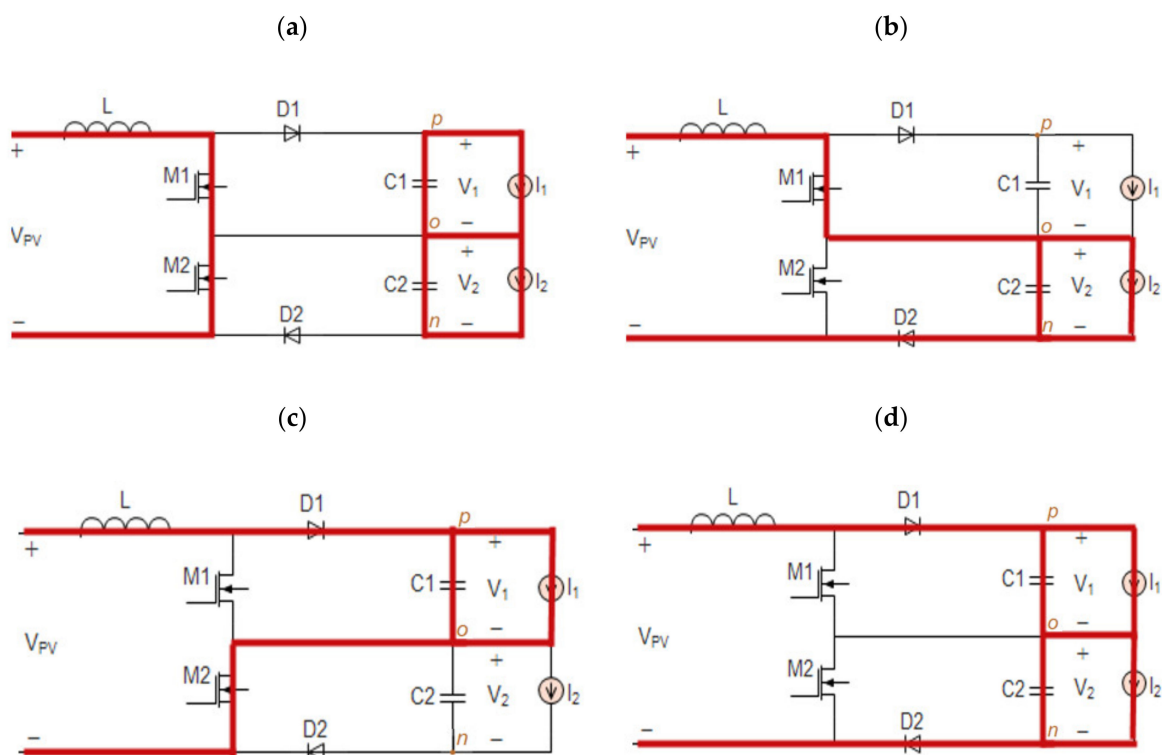 (a)
(b)
L
D1
p
+
+
M1
C1
V1
I1
o
−
VPV
+
M2
C2
V2
I2
−
D2
n
−
L
D1
p
+
+
M1
C1
V1
I1
o
−
VPV
+
M2
C2
V2
I2
−
D2
n
−
(c)
(d)
L
D1
p
+
+
M1
C1
V1
I1
o
−
VPV
+
M2
C2
V2
I2
−
D2
n
−
L
D1
p
+
+
M1
C1
V1
I1
o
−
VPV
+
M2
C2
V2
I2
−
D2
n
−